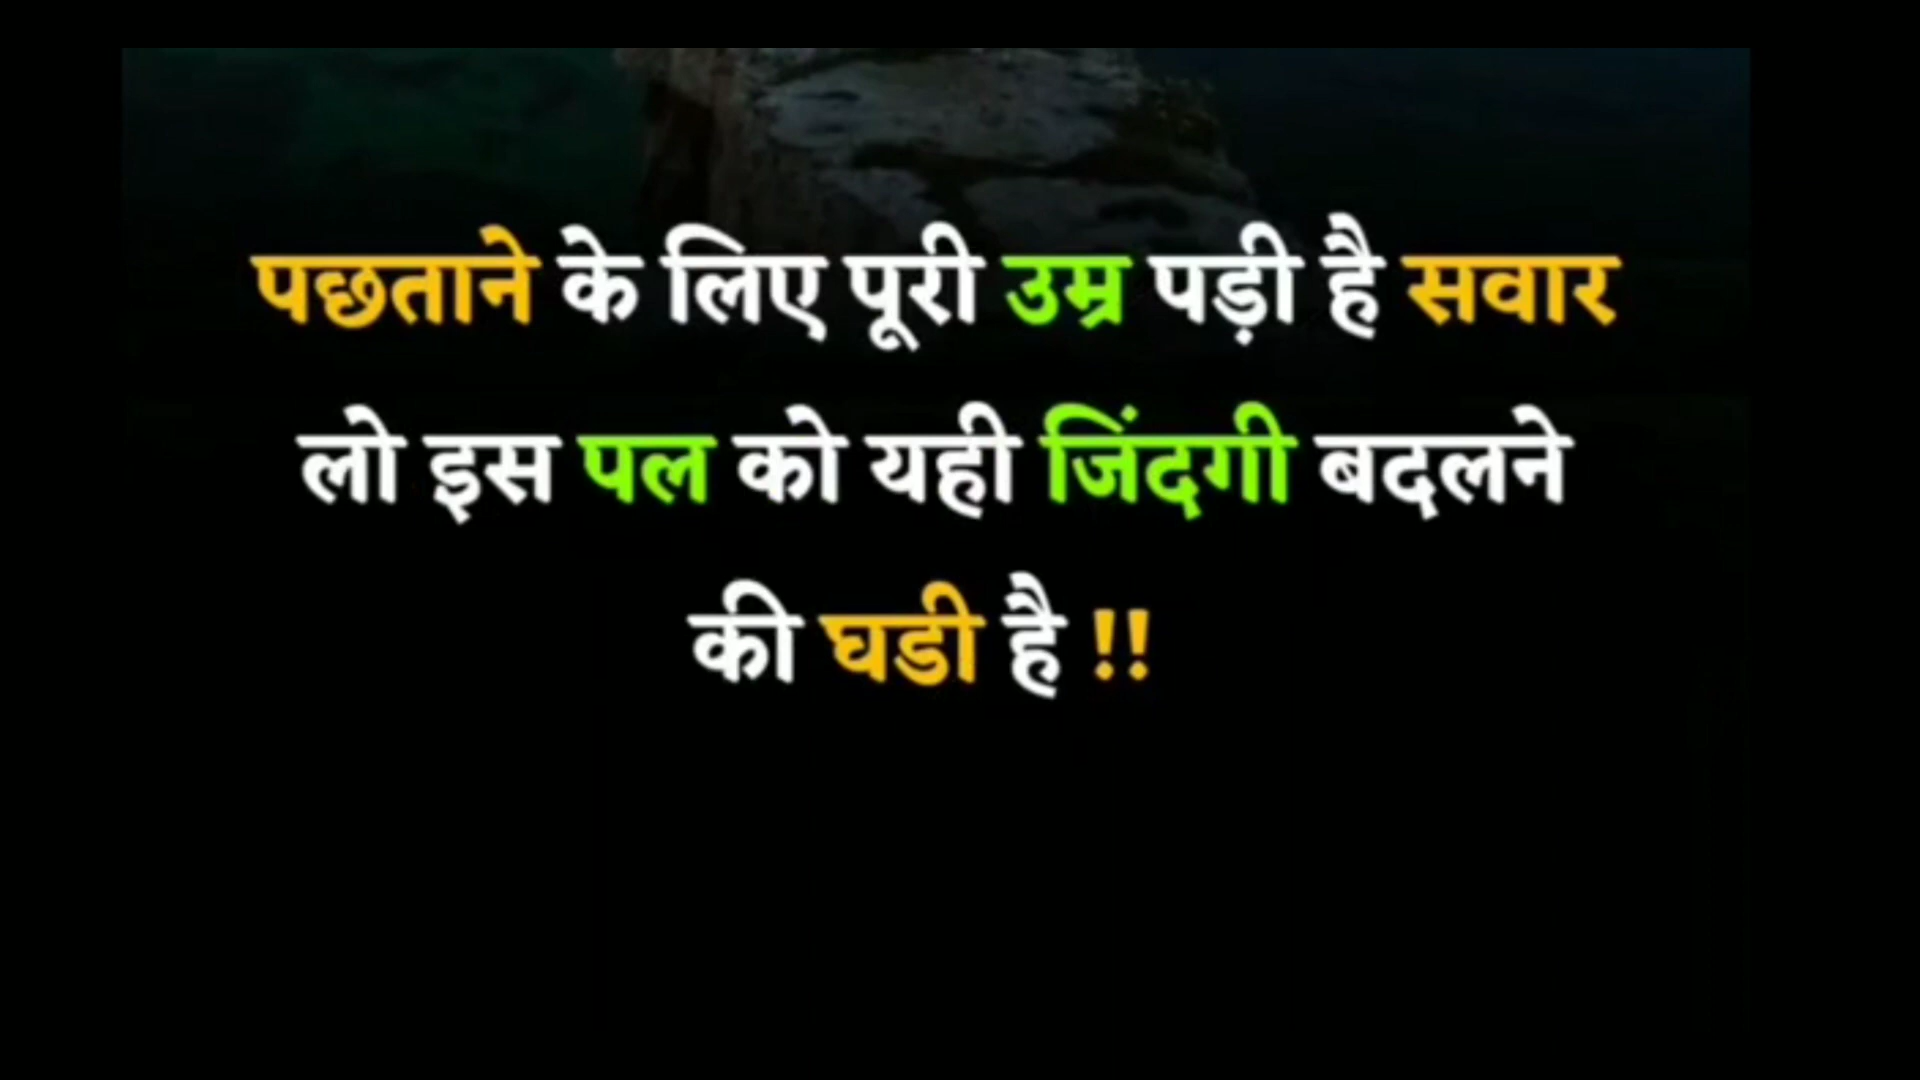 पछताने के लिए पूरी उम्र पड़ी है सवार
लो इस पल को यही जिंदगी बदलने
की घडी है !!